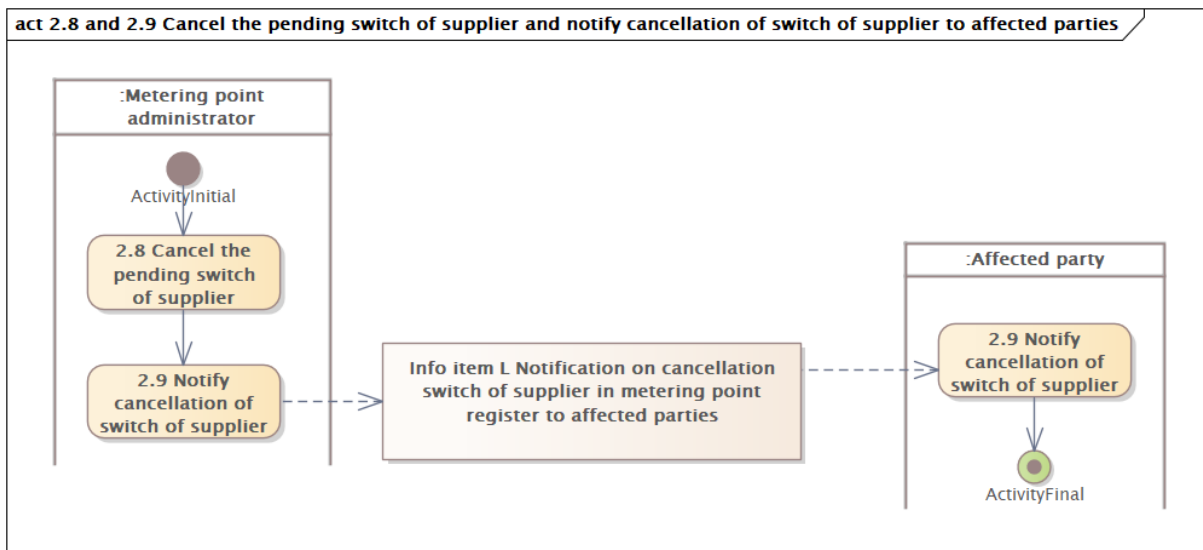 act 2.8 and 2.9 Cancel the pending switch of supplier and notify cancellation of switch of supplier to affected parties
:Metering point
administrator
ActivityInitial
2.8 Cancel the
pending switch
of supplier
2.9 Notify
cancellation of
switch of supplier
Info item L Notification on cancellation
switch of supplier in metering point
register to affected parties
:Affected party
2.9 Notify
cancellation of
switch of supplier
ActivityFinal